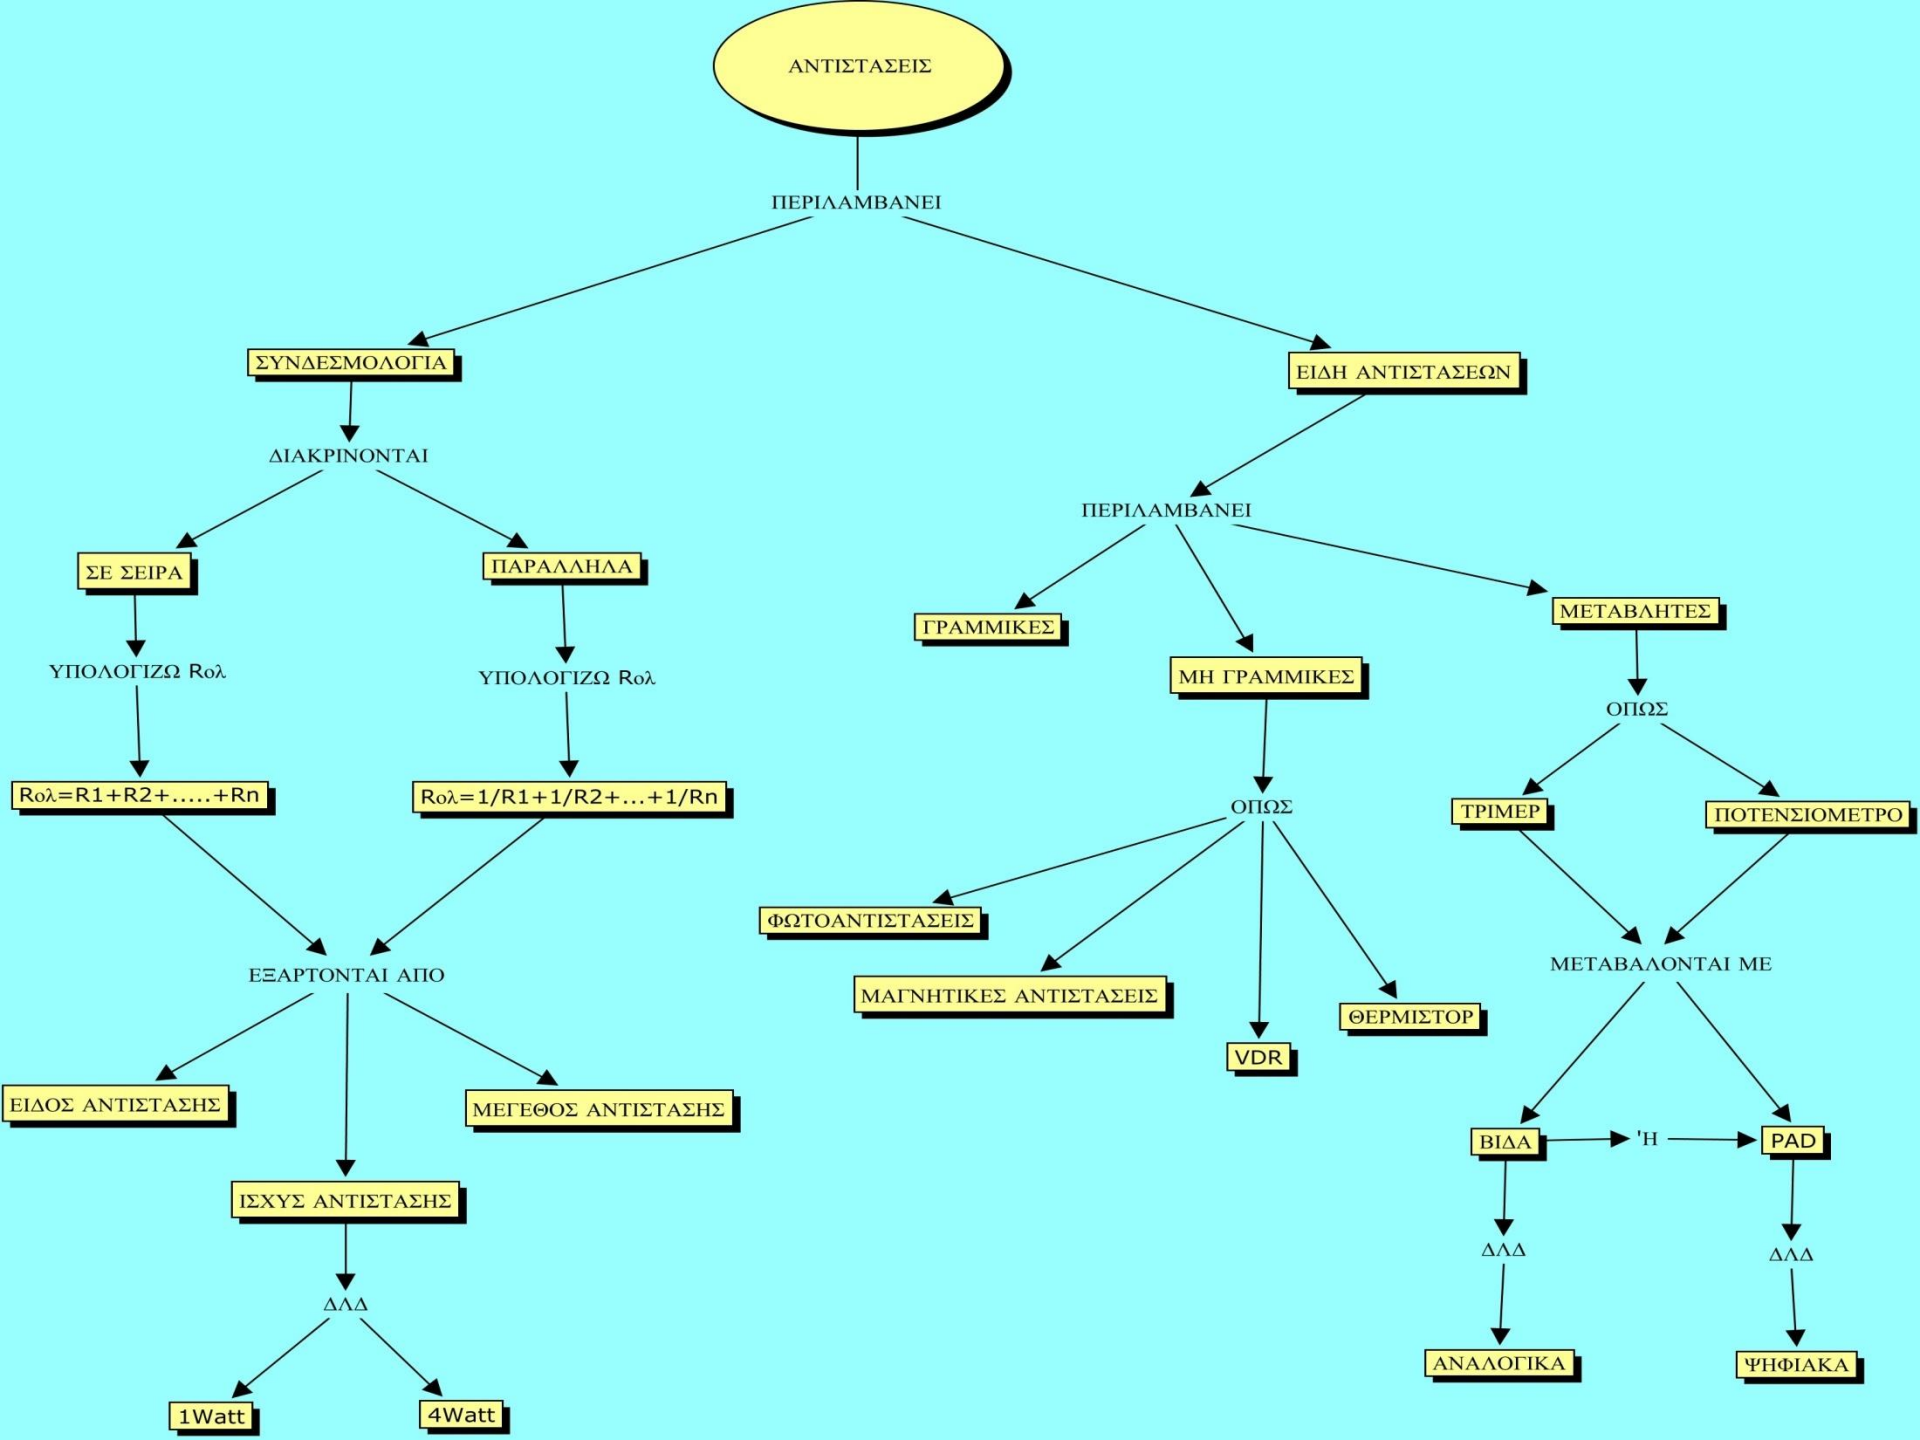 ΑΝΤΙΣΤΑΣΕΙΣ
ΠΕΡΙΛΑΜΒΑΝΕΙ
ΣΥΝΔΕΣΜΟΛΟΓΙΑ
ΕΙΔΗ ΑΝΤΙΣΤΑΣΕΩΝ
ΔΙΑΚΡΙΝΟΝΤΑΙ
ΠΕΡΙΛΑΜΒΑΝΕΙ
ΣΕ ΣΕΙΡΑ
ΠΑΡΑΛΛΗΛΑ
ΓΡΑΜΜΙΚΕΣ
ΜΗ ΓΡΑΜΜΙΚΕΣ
ΜΕΤΑΒΛΗΤΕΣ
ΥΠΟΛΟΓΙΖΩ Rολ
ΥΠΟΛΟΓΙΖΩ Rολ
ΟΠΩΣ
Rολ=R1+R2+.....+Rn
Rολ=1/R1+1/R2+...+1/Rn
ΟΠΩΣ
ΤΡΙΜΕΡ
ΠΟΤΕΝΣΙΟΜΕΤΡΟ
ΦΩΤΟΑΝΤΙΣΤΑΣΕΙΣ
ΜΑΓΝΗΤΙΚΕΣ ΑΝΤΙΣΤΑΣΕΙΣ
VDR
ΘΕΡΜΙΣΤΟΡ
ΕΞΑΡΤΟΝΤΑΙ ΑΠΟ
ΜΕΤΑΒΑΛΟΝΤΑΙ ΜΕ
ΕΙΔΟΣ ΑΝΤΙΣΤΑΣΗΣ
ΜΕΓΕΘΟΣ ΑΝΤΙΣΤΑΣΗΣ
ΒΙΔΑ
'Η
PAD
ΙΣΧΥΣ ΑΝΤΙΣΤΑΣΗΣ
ΔΛΔ
ΔΛΔ
ΔΛΔ
ΑΝΑΛΟΓΙΚΑ
ΨΗΦΙΑΚΑ
1Watt
4Watt